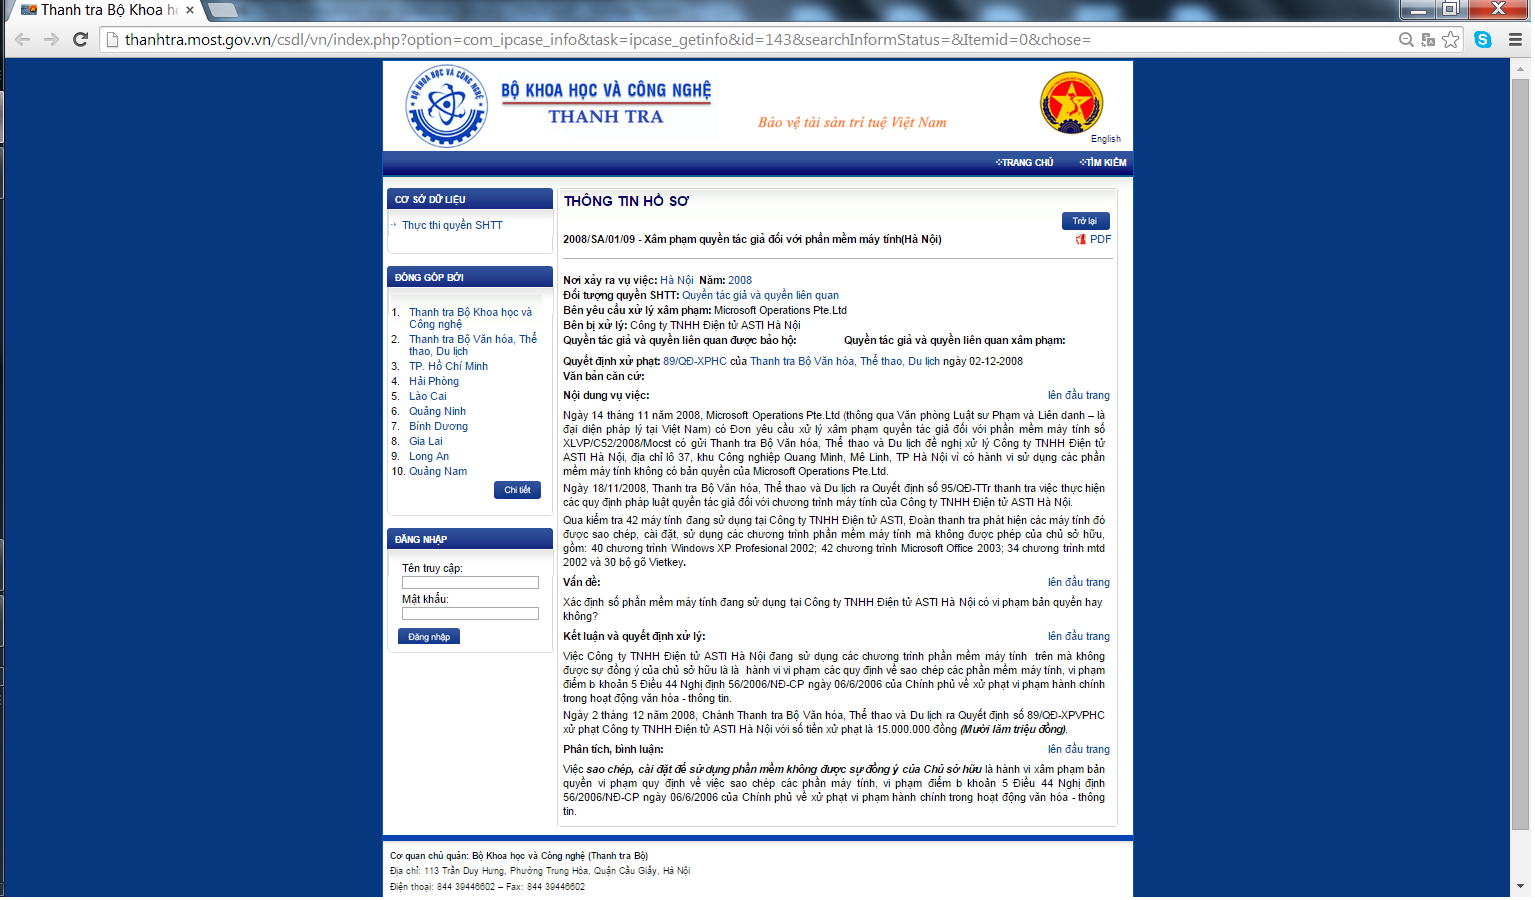 Thanh tra Bộ Khoa h
thanhtra.most.gov.vn/csdl/vn/index.php?option=com_ipcase_info&task=ipcase_getinfo&id=143&searchInformStatus=&Itemid=0&chose=
BỘ KHOA HỌC VÀ CÔNG NGHỆ
BỘ KHOA HỌC VÀ CÔNG NGHỆ
THANH TRA
Bảo vệ tài sản trí tuệ Việt Nam
English
TRANG CHỦ
TÌM KIẾM
CƠ SỞ DỮ LIỆU
Thực thi quyền SHTT
ĐÓNG GÓP BỞI
1. Thanh tra Bộ Khoa học và
Công nghệ
2. Thanh tra Bộ Văn hóa, Thể
thao, Du lịch
3. TP. Hồ Chí Minh
4. Hải Phòng
5. Lào Cai
6. Quảng Ninh
7. Bình Dương
8. Gia Lai
9. Long An
10. Quảng Nam
Chi tiết
ĐĂNG NHẬP
Tên truy cập:
Mật khẩu:
Đăng nhập
THÔNG TIN HỒ SƠ
Trở lại
2008/SA/01/09 - Xâm phạm quyền tác giả đối với phần mềm máy tính(Hà Nội)
PDF
Nơi xảy ra vụ việc: Hà Nội Năm: 2008
Đối tượng quyền SHTT: Quyền tác giả và quyền liên quan
Bên yêu cầu xử lý xâm phạm: Microsoft Operations Pte.Ltd
Bên bị xử lý: Công ty TNHH Điện tử ASTI Hà Nội
Quyền tác giả và quyền liên quan được bảo hộ: Quyền tác giả và quyền liên quan xâm phạm:
Quyết định xử phạt: 89/QĐ-XPHC của Thanh tra Bộ Văn hóa, Thể thao, Du lịch ngày 02-12-2008
Văn bản căn cứ:
Nội dung vụ việc: lên đầu trang
Ngày 14 tháng 11 năm 2008, Microsoft Operations Pte.Ltd (thông qua Văn phòng Luật sư Phạm và Liên danh – là
đại diện pháp lý tại Việt Nam) có Đơn yêu cầu xử lý xâm phạm quyền tác giả đối với phần mềm máy tính số
XLVP/C52/2008/Mocst có gửi Thanh tra Bộ Văn hóa, Thể thao và Du lịch đề nghị xử lý Công ty TNHH Điện tử
ASTI Hà Nội, địa chỉ lô 37, khu Công nghiệp Quang Minh, Mê Linh, TP Hà Nội vì có hành vi sử dụng các phần
mềm máy tính không có bản quyền của Microsoft Operations Pte.Ltd.
Ngày 18/11/2008, Thanh tra Bộ Văn hóa, Thể thao và Du lịch ra Quyết định số 95/QĐ-TTr thanh tra việc thực hiện
các quy định pháp luật quyền tác giả đối với chương trình máy tính của Công ty TNHH Điện tử ASTI Hà Nội.
Qua kiểm tra 42 máy tính đang sử dụng tại Công ty TNHH Điện tử ASTI, Đoàn thanh tra phát hiện các máy tính đó
được sao chép, cài đặt, sử dụng các chương trình phần mềm máy tính mà không được phép của chủ sở hữu,
gồm: 40 chương trình Windows XP Profesional 2002; 42 chương trình Microsoft Office 2003; 34 chương trình mtd
2002 và 30 bộ gõ Vietkey.
Vấn đề: lên đầu trang
Xác định số phần mềm máy tính đang sử dụng tại Công ty TNHH Điện tử ASTI Hà Nội có vi phạm bản quyền hay
không?
Kết luận và quyết định xử lý: lên đầu trang
Việc Công ty TNHH Điện tử ASTI Hà Nội đang sử dụng các chương trình phần mềm máy tính trên mà không
được sự đồng ý của chủ sở hữu là là hành vi vi phạm các quy định về sao chép các phần mềm máy tính, vi phạm
điểm b khoản 5 Điều 44 Nghị định 56/2006/NĐ-CP ngày 06/6/2006 của Chính phủ về xử phạt vi phạm hành chính
trong hoạt động văn hóa - thông tin.
Ngày 2 tháng 12 năm 2008, Chánh Thanh tra Bộ Văn hóa, Thể thao và Du lịch ra Quyết định số 89/QĐ-XPVPHC
xử phạt Công ty TNHH Điện tử ASTI Hà Nội với số tiền xử phạt là 15.000.000 đồng (Mười lăm triệu đồng).
Phân tích, bình luận: lên đầu trang
Việc sao chép, cài đặt để sử dụng phần mềm không được sự đồng ý của Chủ sở hữu là hành vi xâm phạm bản
quyền vi phạm quy định về việc sao chép các phần máy tính, vi phạm điểm b khoản 5 Điều 44 Nghị định
56/2006/NĐ-CP ngày 06/6/2006 của Chính phủ về xử phạt vi phạm hành chính trong hoạt động văn hóa - thông
tin.
Cơ quan chủ quản: Bộ Khoa học và Công nghệ (Thanh tra Bộ)
Địa chỉ: 113 Trần Duy Hưng, Phường Trung Hòa, Quận Cầu Giấy, Hà Nội
Điện thoại: 844 39446602 – Fax: 844 39446602